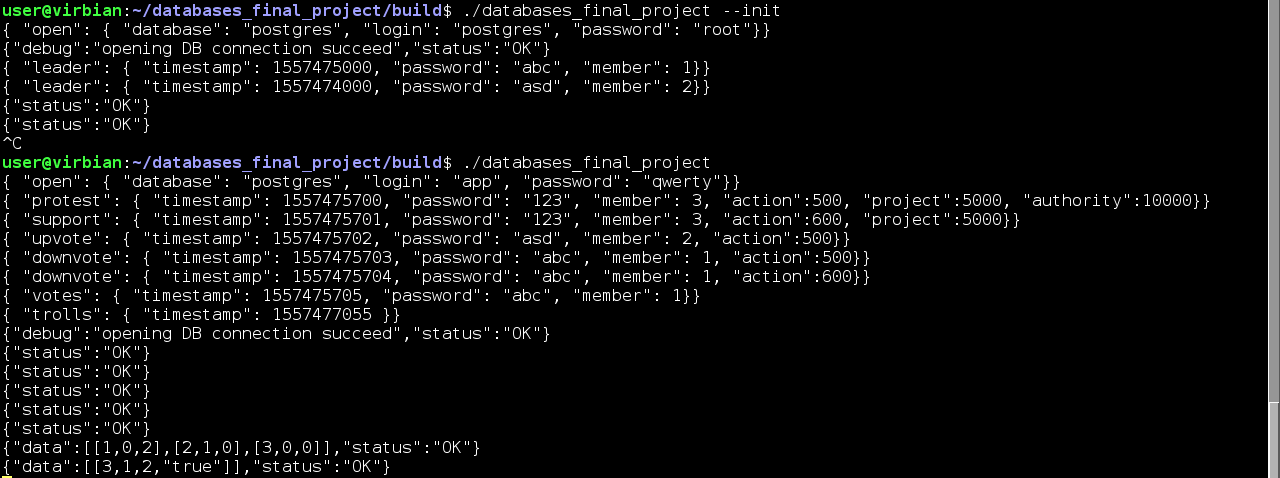 user@virbian:~/databases_final_project/build$ ./databases_final_project --init
{ "open": { "database": "postgres", "login": "postgres", "password": "root"}}
{"debug":"opening DB connection succeed","status":"OK"}
{ "leader": { "timestamp": 1557475000, "password": "abc", "member": 1}}
{ "leader": { "timestamp": 1557474000, "password": "asd", "member": 2}}
{"status":"OK"}
{"status":"OK"}
^C
user@virbian:~/databases_final_project/build$ ./databases_final_project
{ "open": { "database": "postgres", "login": "app", "password": "qwerty"}}
{ "protest": { "timestamp": 1557475700, "password": "123", "member": 3, "action":500, "project":5000, "authority":10000}}
{ "support": { "timestamp": 1557475701, "password": "123", "member": 3, "action":600, "project":5000}}
{ "upvote": { "timestamp": 1557475702, "password": "asd", "member": 2, "action":500}}
{ "downvote": { "timestamp": 1557475703, "password": "abc", "member": 1, "action":500}}
{ "downvote": { "timestamp": 1557475704, "password": "abc", "member": 1, "action":600}}
{ "votes": { "timestamp": 1557475705, "password": "abc", "member": 1}}
{ "trolls": { "timestamp": 1557477055 }}
{"debug":"opening DB connection succeed","status":"OK"}
{"status":"OK"}
{"status":"OK"}
{"status":"OK"}
{"status":"OK"}
{"status":"OK"}
{"data":[[1,0,2],[2,1,0],[3,0,0]],"status":"OK"}
{"data":[[3,1,2,"true"]],"status":"OK"}